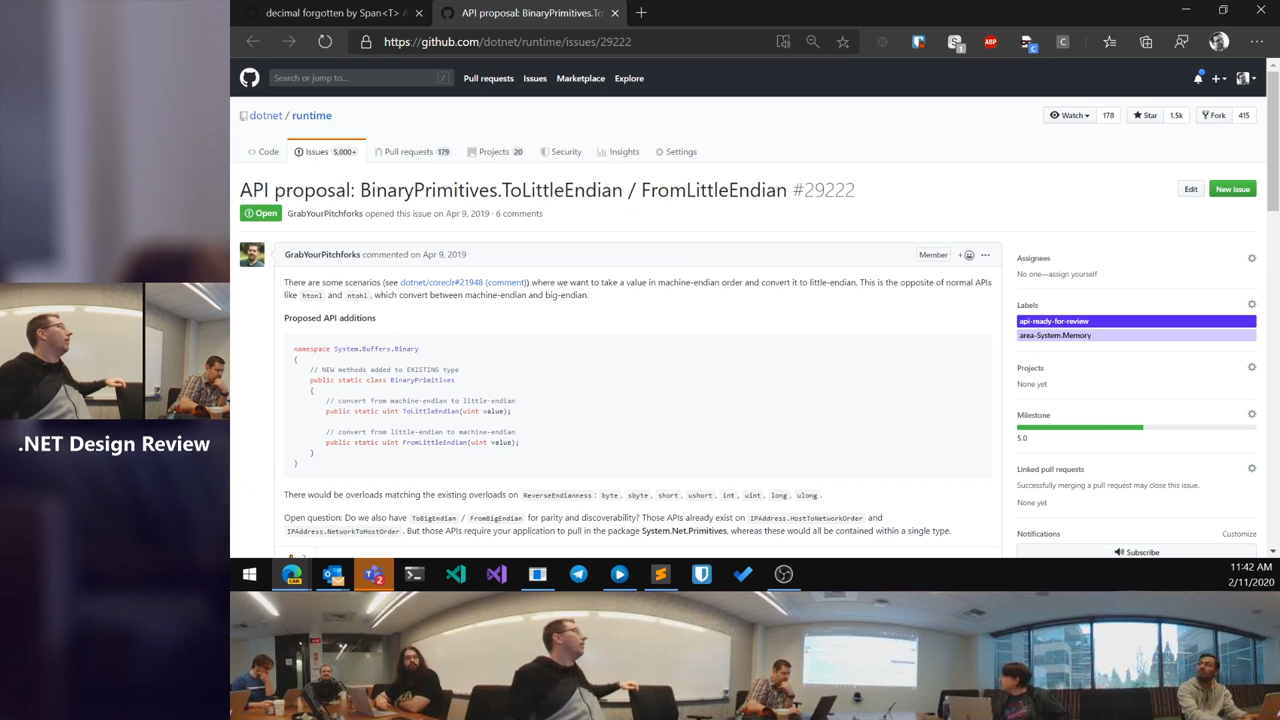 decimal forgotten by Span<T> A
API proposal: BinaryPrimitives.To
https://github.com/dotnet/runtime/issues/29222
Search or jump to...
/
Pull requests
Issues
Marketplace
Explore
dotnet / runtime
Watch
178
Star
1.5k
Fork
415
Code
Issues 5,000+
Pull requests 179
Projects 20
Security
Insights
Settings
API proposal: BinaryPrimitives.ToLittleEndian / FromLittleEndian #29222
Edit
New issue
Open
GrabYourPitchforks opened this issue on Apr 9, 2019 · 6 comments
GrabYourPitchforks commented on Apr 9, 2019
Member
There are some scenarios (see dotnet/coreclr#21948 (comment)) where we want to take a value in machine-endian order and convert it to little-endian. This is the opposite of normal APIs
like htonl and ntohl, which convert between machine-endian and big-endian.
Proposed API additions
namespace System.Buffers.Binary
{
// NEW methods added to EXISTING type
public static class BinaryPrimitives
{
// convert from machine-endian to little-endian
public static uint ToLittleEndian(uint value);
// convert from little-endian to machine-endian
public static uint FromLittleEndian(uint value);
}
}
There would be overloads matching the existing overloads on ReverseEndianness: byte, sbyte, short, ushort, int, uint, long, ulong.
Open question: Do we also have ToBigEndian / FromBigEndian for parity and discoverability? Those APIs already exist on IPAddress.HostToNetworkOrder and
IPAddress.NetworkToHostOrder. But those APIs require your application to pull in the package System.Net.Primitives, whereas these would all be contained within a single type.
Assignees
No one—assign yourself
Labels
api-ready-for-review
area-System.Memory
Projects
None yet
Milestone
5.0
Linked pull requests
Successfully merging a pull request may close this issue.
None yet
Notifications
Customize
Subscribe
.NET Design Review
11:42 AM
2/11/2020